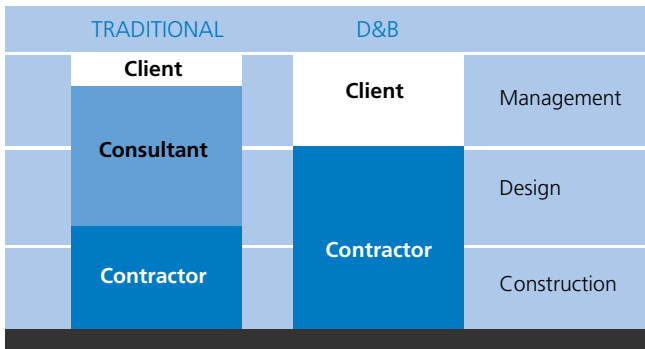 TRADITIONAL D&B
Client
Client
Management
Consultant
Design
Contractor
Contractor
Construction